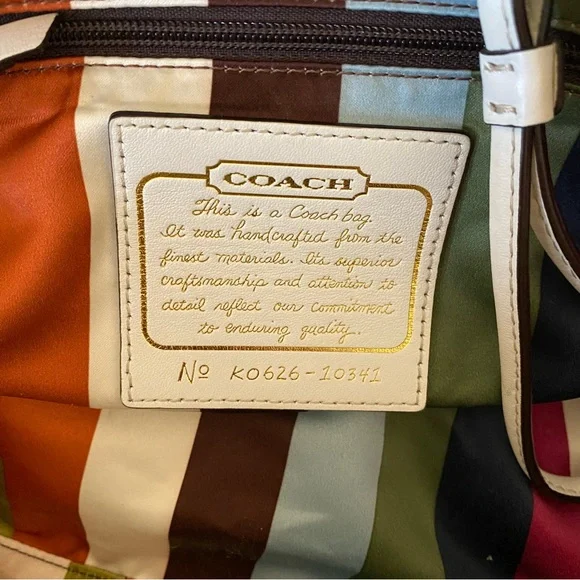 COACH
This is a Coach bag
It was handcrafted from the
finest materials. Its superior
craftsmanship and attention to
detail reflect our commitment
to enduring quality.
No K0626-10341